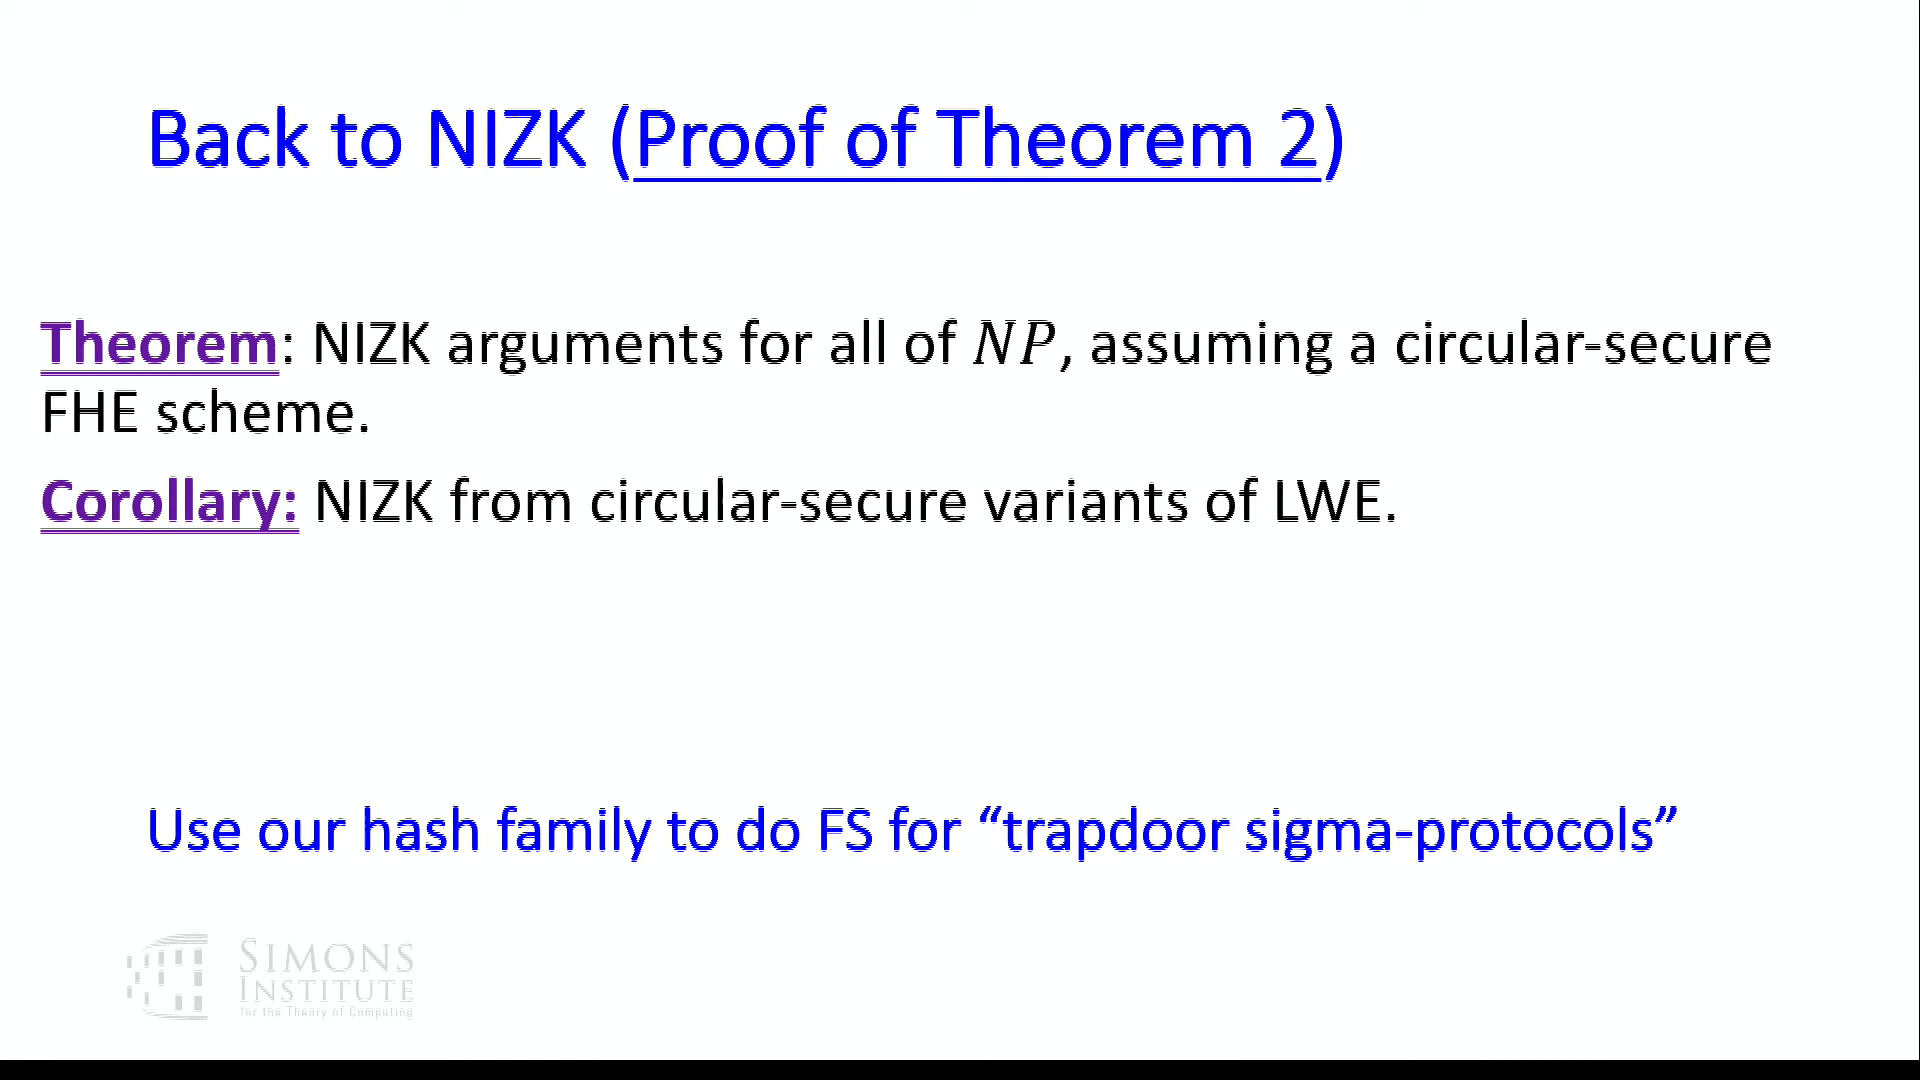 Back to NIZK (Proof of Theorem 2)
Theorem: NIZK arguments for all of NP, assuming a circular-secure
FHE scheme.
Corollary: NIZK from circular-secure variants of LWE.
Use our hash family to do FS for “trapdoor sigma-protocols”
SIMONS
INSTITUTE
for the Theory of Computing